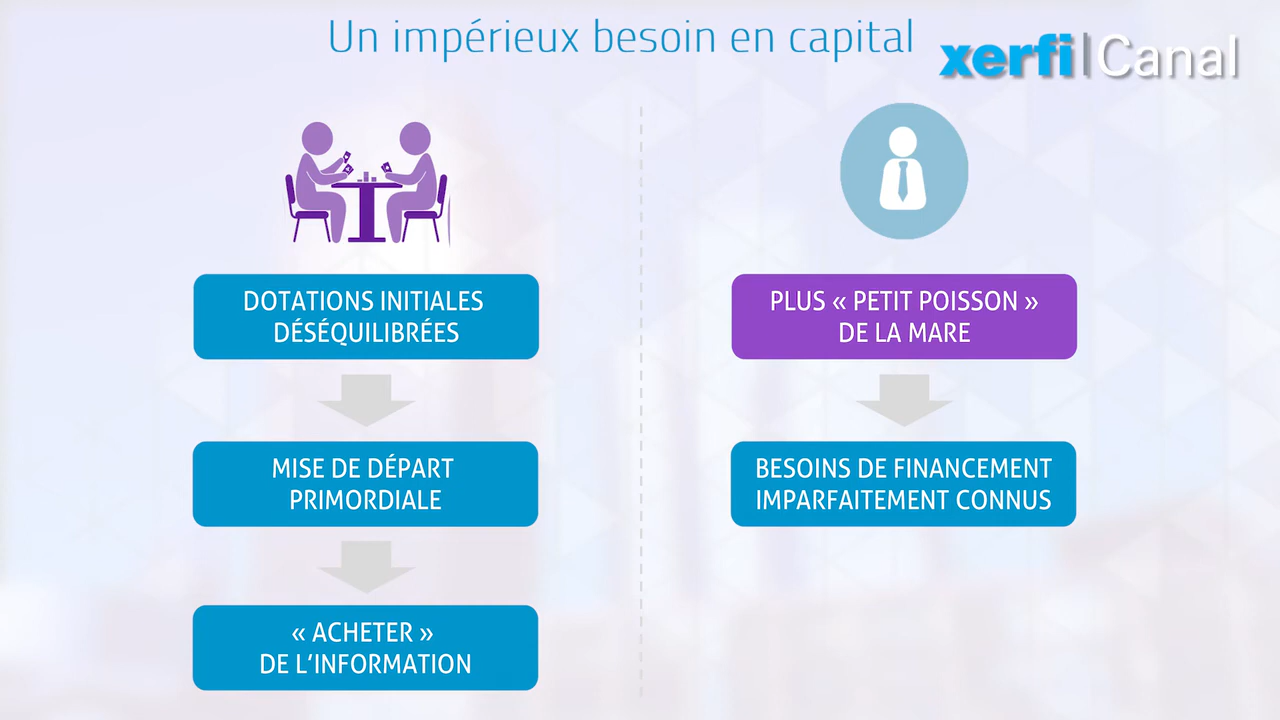 Un impérieux besoin en capital
xerfi|Canal
DOTATIONS INITIALES
DÉSÉQUILIBRÉES
MISE DE DÉPART
PRIMORDIALE
« ACHETER »
DE L’INFORMATION
PLUS « PETIT POISSON »
DE LA MARE
BESOINS DE FINANCEMENT
IMPARFAITEMENT CONNUS